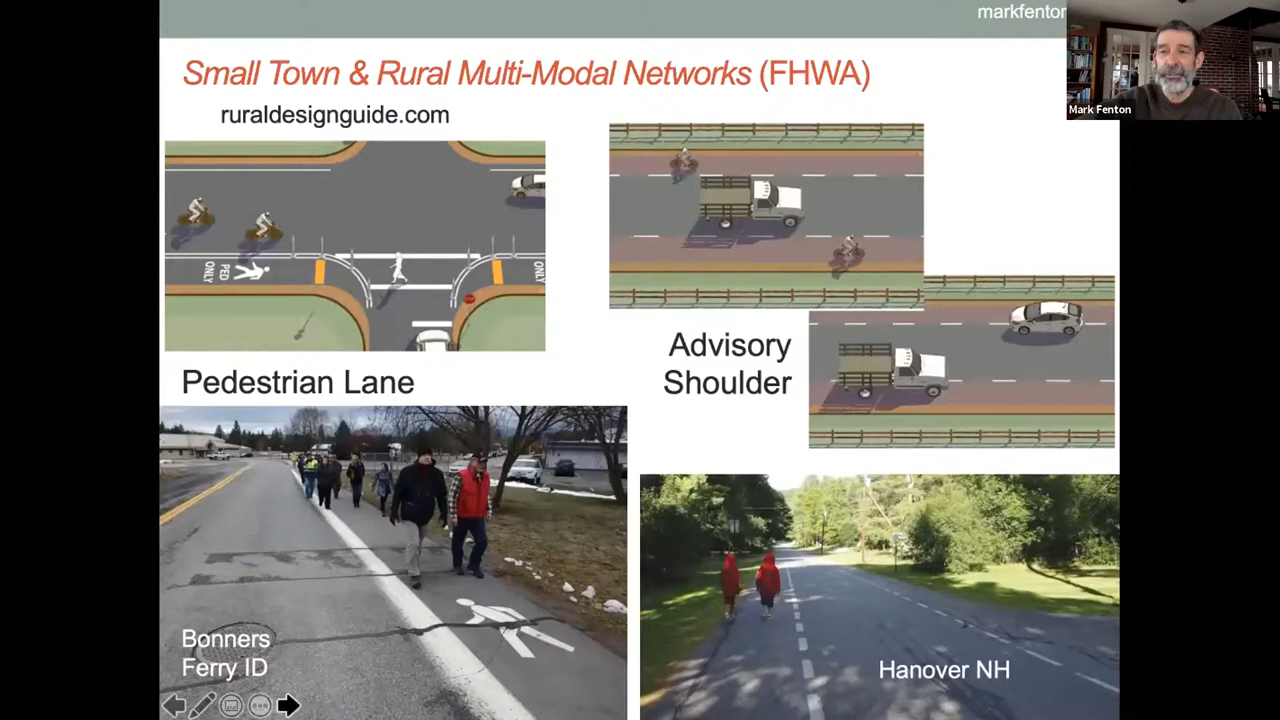 markfenton
Mark Fenton
Small Town & Rural Multi-Modal Networks (FHWA)
ruraldesignguide.com
PED
ONLY
ONLY
Pedestrian Lane
Advisory
Shoulder
Bonners
Ferry ID
Hanover NH